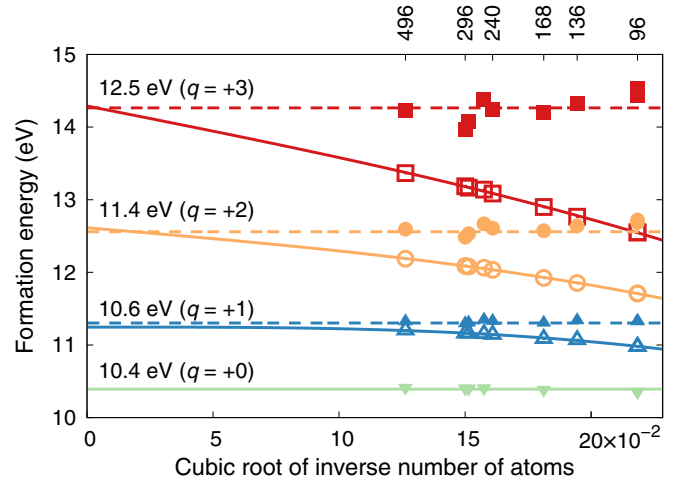 496 296 240 168 136 96
15
12.5 eV (q = +3)
14
13
11.4 eV (q = +2)
12
10.6 eV (q = +1)
11
10.4 eV (q = +0)
10
0 5 10 15 20×10⁻²
Formation energy (eV)
Cubic root of inverse number of atoms